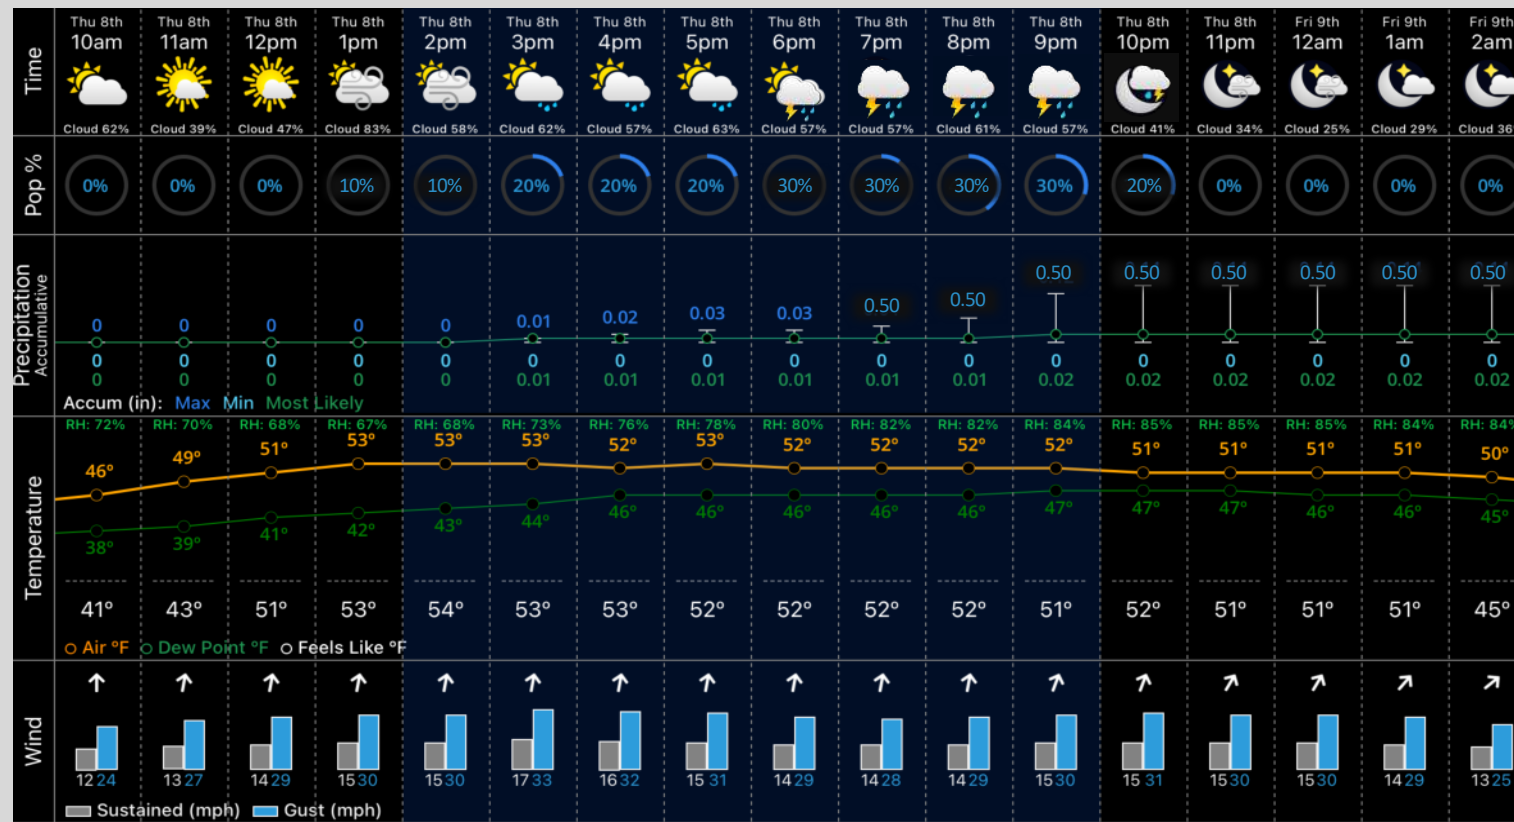 Time
Thu 8th Thu 8th Thu 8th Thu 8th Thu 8th Thu 8th Thu 8th Thu 8th Thu 8th Thu 8th Thu 8th Thu 8th Thu 8th Thu 8th Fri 9th Fri 9th Fri 9th
10am 11am 12pm 1pm 2pm 3pm 4pm 5pm 6pm 7pm 8pm 9pm 10pm 11pm 12am 1am 2am
Cloud 62% Cloud 39% Cloud 47% Cloud 83% Cloud 58% Cloud 62% Cloud 57% Cloud 63% Cloud 57% Cloud 57% Cloud 61% Cloud 57% Cloud 41% Cloud 34% Cloud 25% Cloud 29% Cloud 36
Pop %
0% 0% 0% 10% 10% 20% 20% 20% 30% 30% 30% 30% 20% 0% 0% 0% 0%
Precipitation
Accumulative
0 0 0 0 0 0.01 0.02 0.03 0.03 0.50 0.50 0.50 0.50 0.50 0.50 0.50 0.50
0 0 0 0 0 0 0 0 0 0 0 0 0 0 0 0 0
0 0 0 0 0 0.01 0.01 0.01 0.01 0.01 0.01 0.02 0.02 0.02 0.02 0.02 0.02
Accum (in): Max Min Most Likely
Temperature
RH: 72% RH: 70% RH: 68% RH: 67% RH: 68% RH: 73% RH: 76% RH: 78% RH: 80% RH: 82% RH: 82% RH: 84% RH: 85% RH: 85% RH: 85% RH: 84% RH: 84%
46° 49° 51° 53° 53° 53° 52° 53° 52° 52° 52° 52° 51° 51° 51° 51° 50°
38° 39° 41° 42° 43° 44° 46° 46° 46° 46° 46° 47° 47° 47° 46° 46° 45°
41° 43° 51° 53° 54° 53° 53° 52° 52° 52° 52° 51° 52° 51° 51° 51° 45°
Air °F Dew Point °F Feels Like °F
Wind
12 24 13 27 14 29 15 30 15 30 17 33 16 32 15 31 14 29 14 28 14 29 15 30 15 31 15 30 15 30 14 29 13 25
Sustained (mph) Gust (mph)